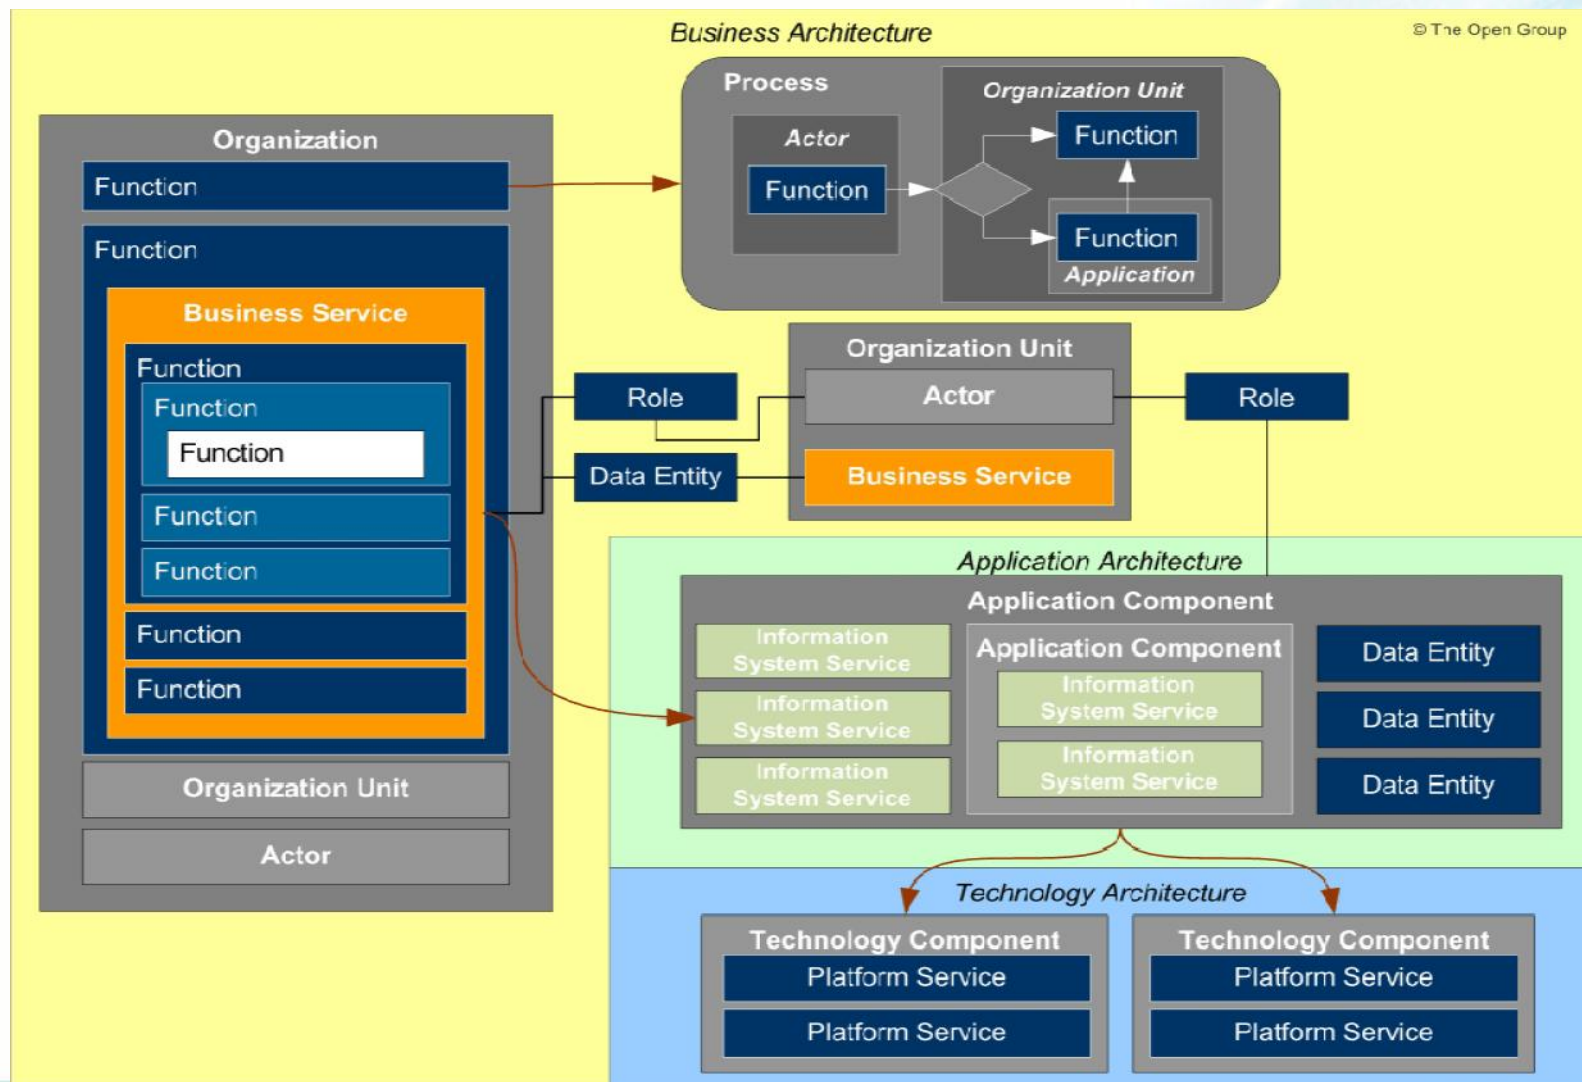 Business Architecture
© The Open Group
Process
Organization Unit
Actor
Function
Function
Function
Application
Organization
Function
Function
Business Service
Function
Function
Function
Function
Function
Function
Function
Organization Unit
Actor
Role
Data Entity
Organization Unit
Actor
Business Service
Role
Application Architecture
Application Component
Information
System Service
Information
System Service
Information
System Service
Application Component
Information
System Service
Information
System Service
Data Entity
Data Entity
Data Entity
Technology Architecture
Technology Component
Platform Service
Platform Service
Technology Component
Platform Service
Platform Service